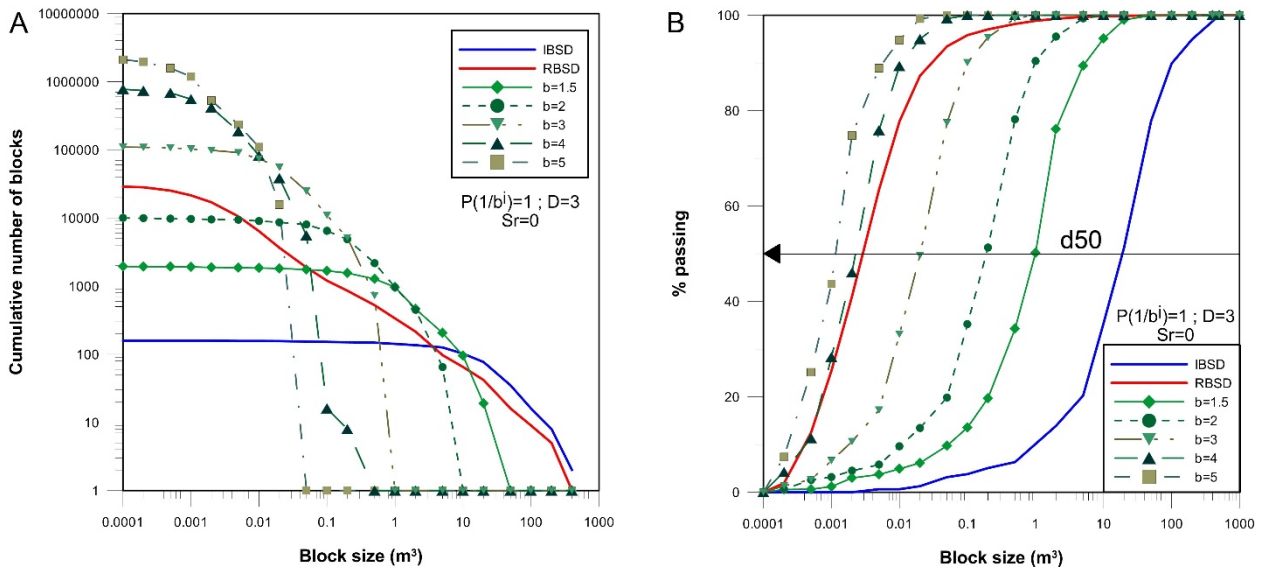 A
Cumulative number of blocks
100000000
10000000
1000000
100000
10000
1000
100
10
1
0.0001
0.001
0.01
0.1
1
10
100
1000
Block size (m³)
IBSD
RBSD
b=1.5
b=2
b=3
b=4
b=5
P(1/bⁱ)=1 ; D=3
Sr=0
B
% passing
100
80
60
40
20
0
0.0001
0.001
0.01
0.1
1
10
100
1000
Block size (m³)
d50
P(1/bⁱ)=1 ; D=3
Sr=0
IBSD
RBSD
b=1.5
b=2
b=3
b=4
b=5